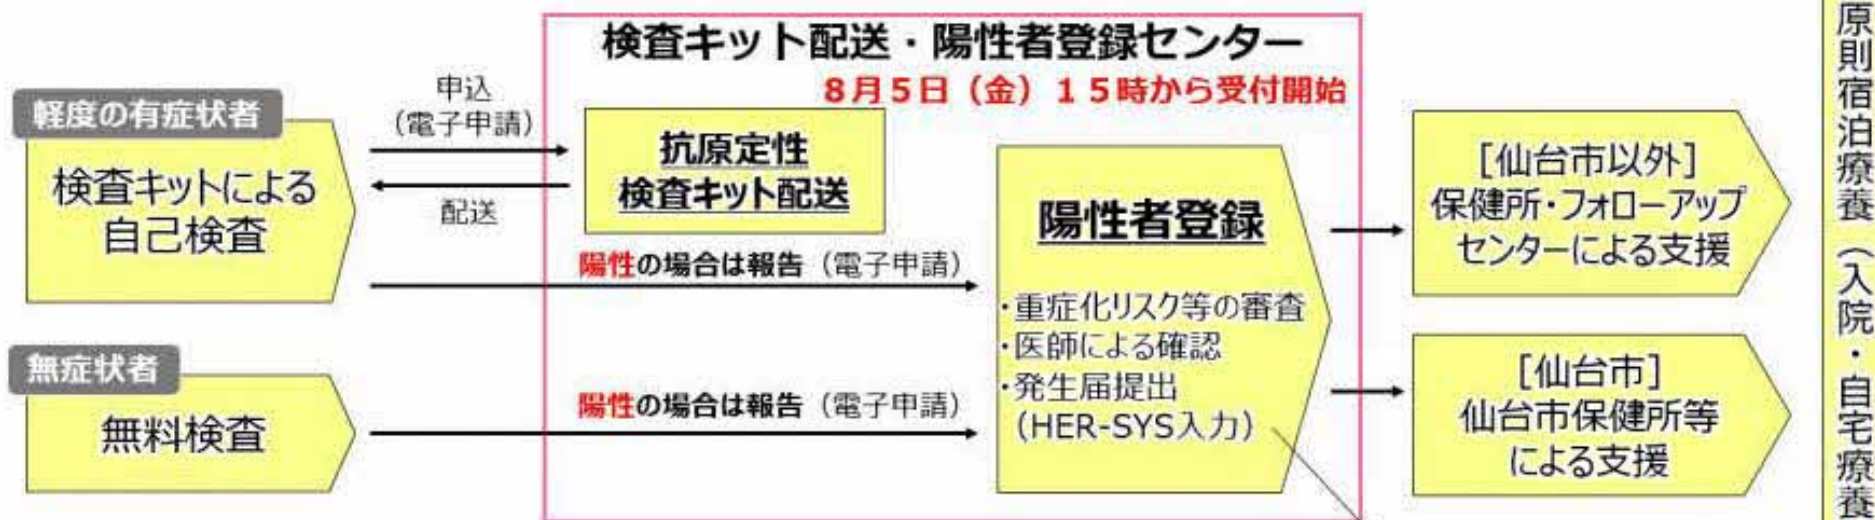 検査キット配送・陽性者登録センター
8月5日（金）15時から受付開始
軽度の有症状者
検査キットによる
自己検査
申込
（電子申請）
配送
抗原定性
検査キット配送
陽性の場合は報告（電子申請）
無症状者
無料検査
陽性の場合は報告（電子申請）
陽性者登録
・重症化リスク等の審査
・医師による確認
・発生届提出
（HER-SYS入力）
［仙台市以外］
保健所・フォローアップ
センターによる支援
［仙台市］
仙台市保健所等
による支援
原則宿泊療養（入院・自宅療養